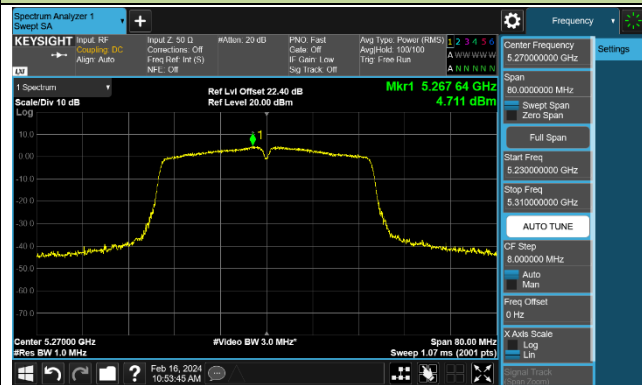 Spectrum Analyzer 1
Swept SA
+
Frequency
KEYSIGHT
Input: RF
Coupling: DC
Align: Auto
Input Z: 50 Ω
Corrections: Off
Freq Ref: Int (S)
NFE: Off
#Atten: 20 dB
PNO: Fast
Gate: Off
IF Gain: Low
Sig Track: Off
Avg Type: Power (RMS)
Avg|Hold: 100/100
Trig: Free Run
1 2 3 4 5 6
A W W W W W
A N N N N N
LXI
1 Spectrum
Scale/Div 10 dB
Log
Ref Lvl Offset 22.40 dB
Ref Level 20.00 dBm
Mkr1 5.267 64 GHz
4.711 dBm
1
10.0
0.00
-10.0
-20.0
-30.0
-40.0
-50.0
-60.0
-70.0
Center 5.27000 GHz
#Res BW 1.0 MHz
#Video BW 3.0 MHz*
Span 80.00 MHz
Sweep 1.07 ms (2001 pts)
Feb 16, 2024
10:53:45 AM
?
Center Frequency
5.270000000 GHz
Settings
Span
80.0000000 MHz
Swept Span
Zero Span
Full Span
Start Freq
5.230000000 GHz
Stop Freq
5.310000000 GHz
AUTO TUNE
CF Step
8.000000 MHz
Auto
Man
Freq Offset
0 Hz
X Axis Scale
Log
Lin
Signal Track
(Span Zoom)